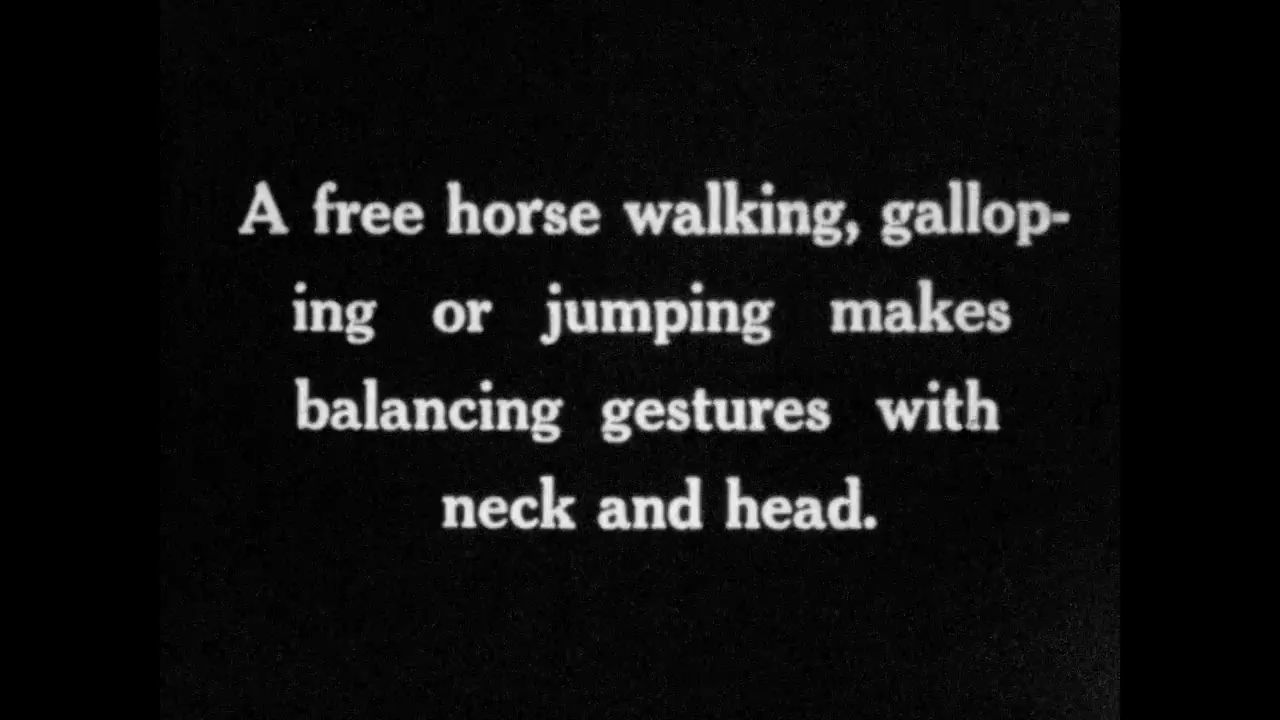 A free horse walking, gallop-
ing or jumping makes
balancing gestures with
neck and head.